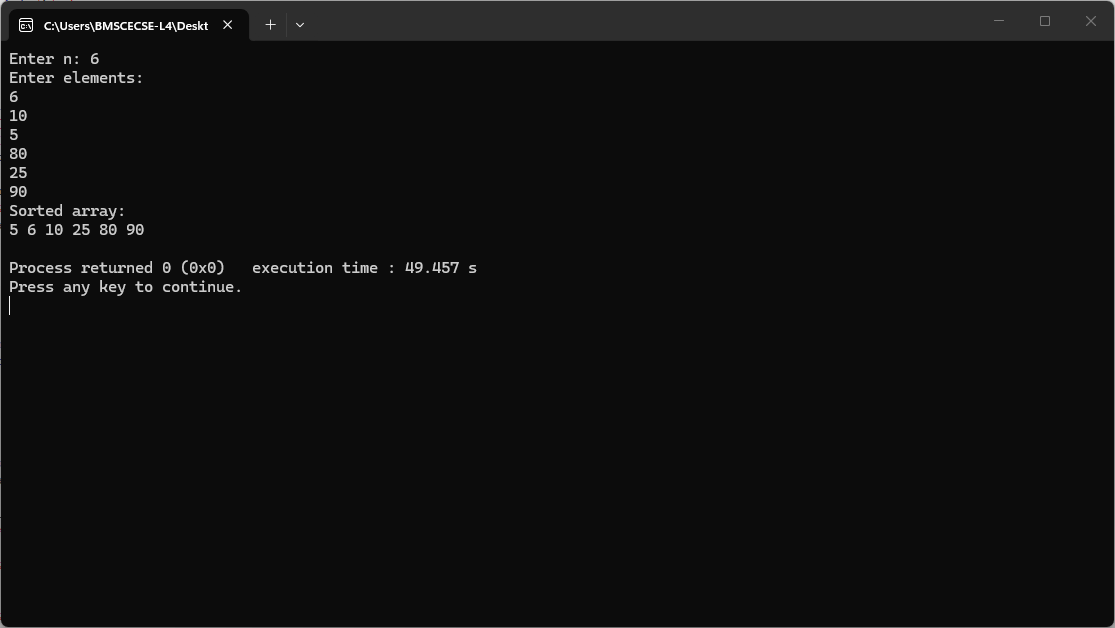 C:\Users\BMSCECSE-L4\Deskt
Enter n: 6
Enter elements:
6
10
5
80
25
90
Sorted array:
5 6 10 25 80 90
Process returned 0 (0x0)   execution time : 49.457 s
Press any key to continue.